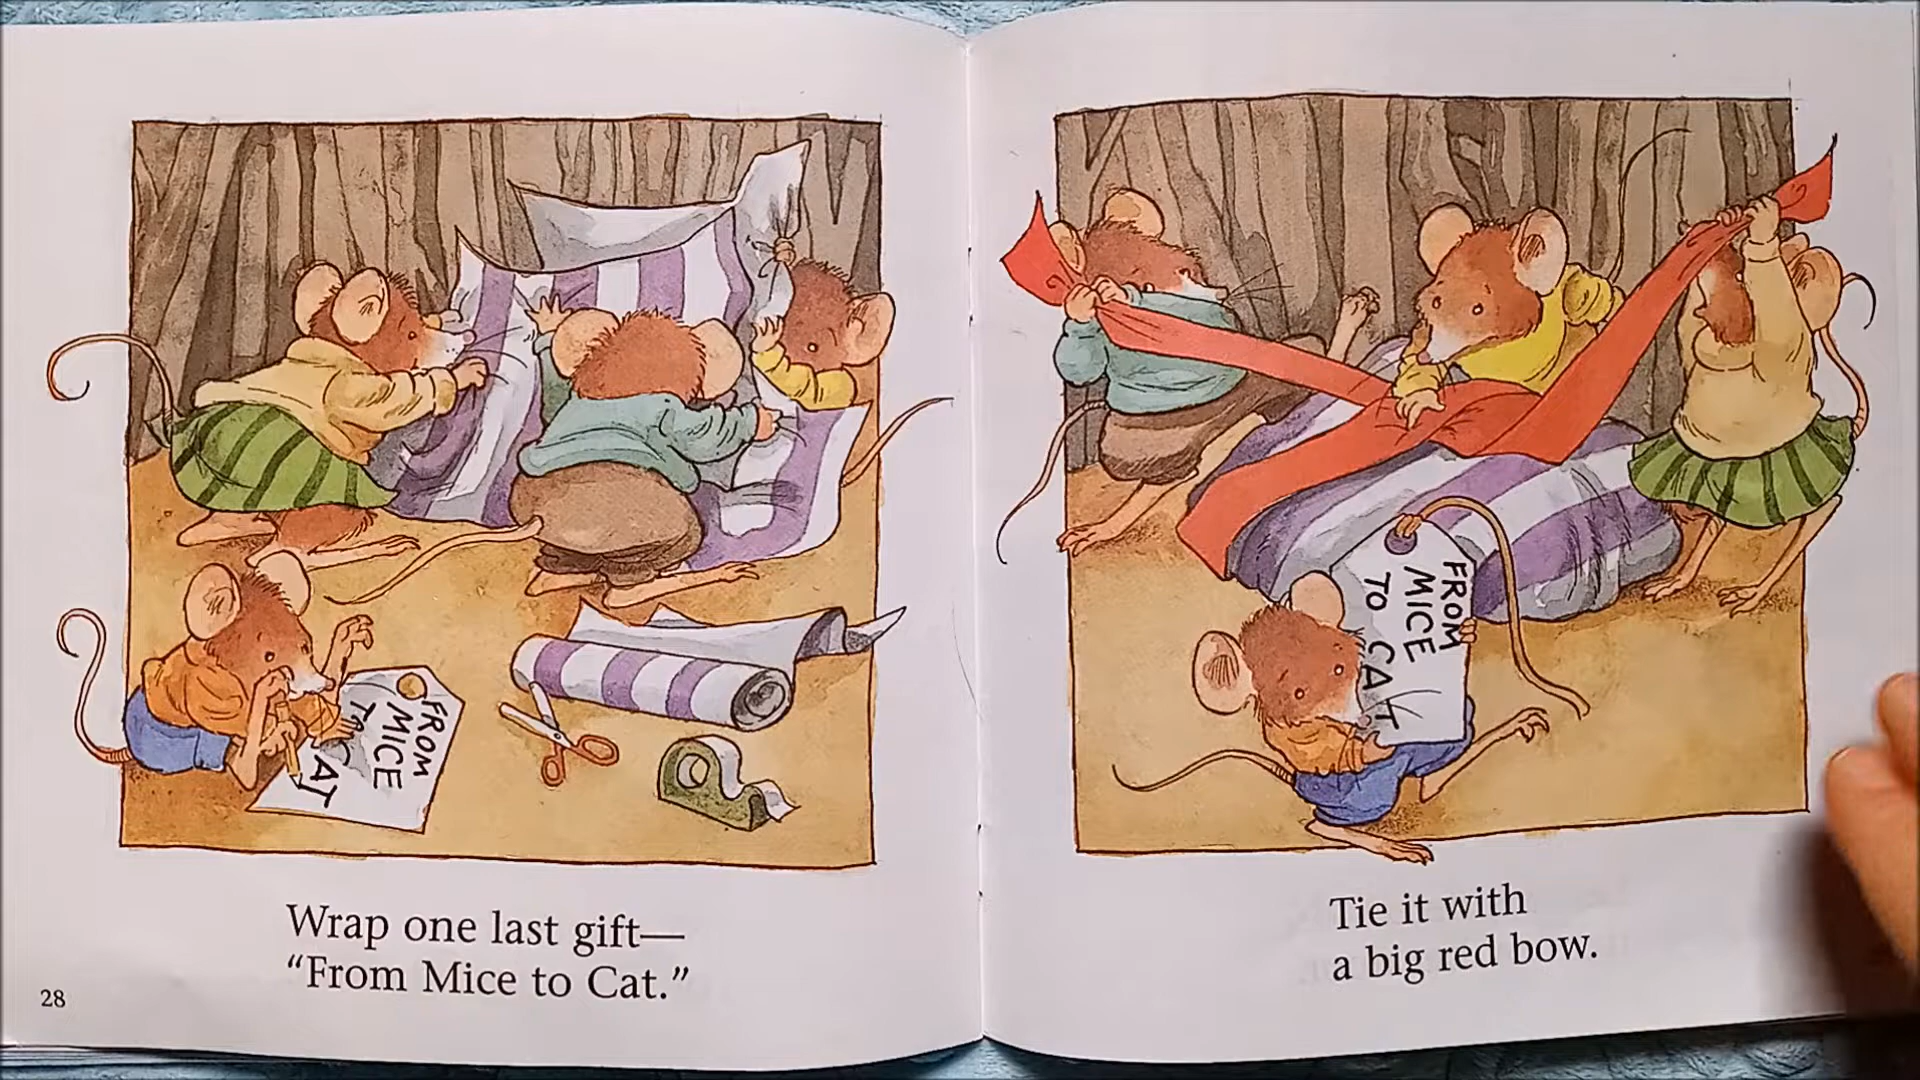 FROM
MICE
TO
CAT
Wrap one last gift—
“From Mice to Cat.”
28
FROM
MICE
TO
CAT
Tie it with
a big red bow.